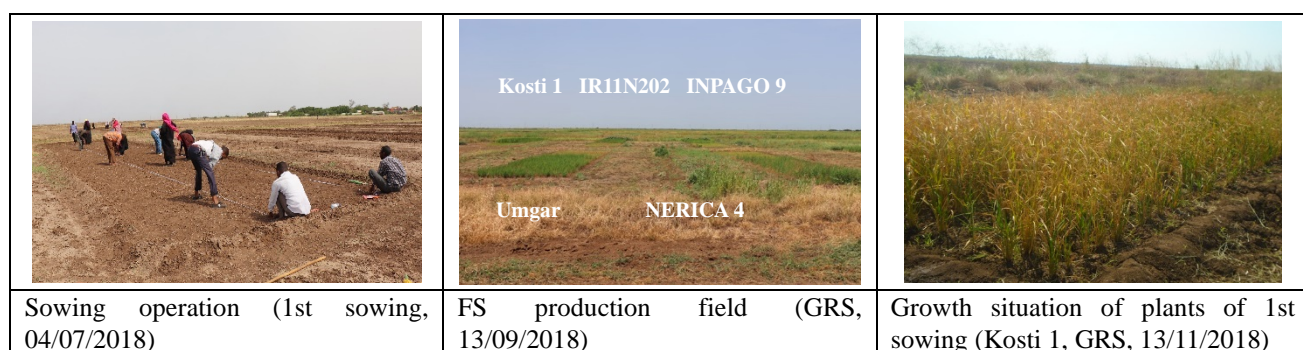 Kosti 1 IR11N202 INPAGO 9
Umgar NERICA 4
Sowing operation (1st sowing,
04/07/2018)
FS production field (GRS,
13/09/2018)
Growth situation of plants of 1st
sowing (Kosti 1, GRS, 13/11/2018)